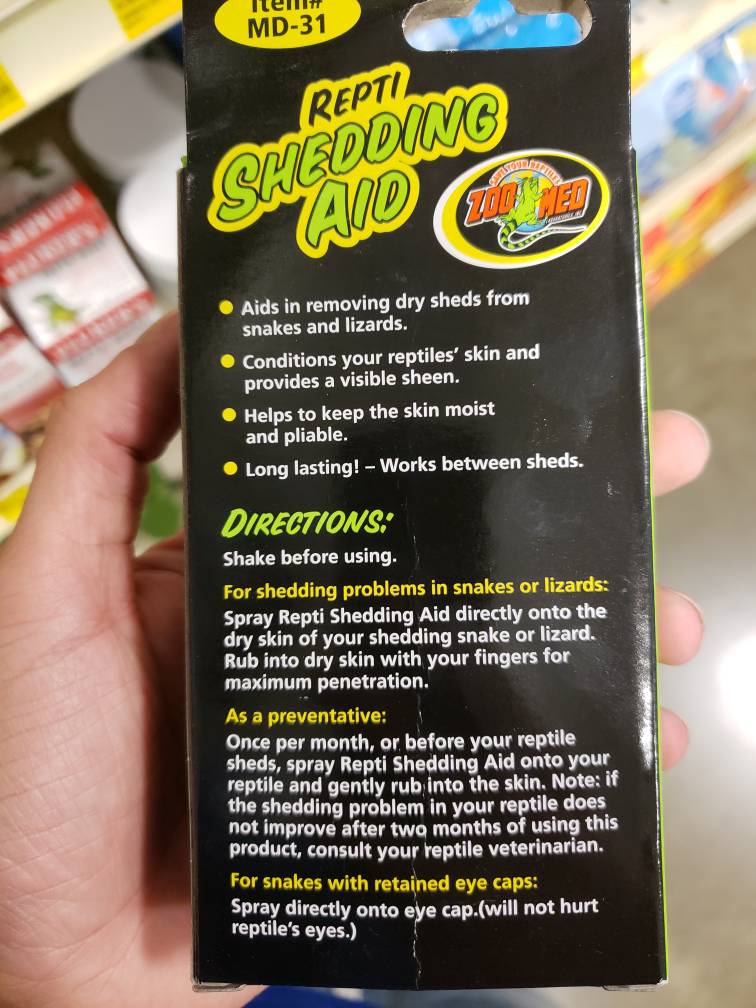 Item#
MD-31
REPTI
SHEDDING
AID
ZOO MED
Aids in removing dry sheds from
snakes and lizards.
Conditions your reptiles' skin and
provides a visible sheen.
Helps to keep the skin moist
and pliable.
Long lasting! – Works between sheds.
DIRECTIONS:
Shake before using.
For shedding problems in snakes or lizards:
Spray Repti Shedding Aid directly onto the
dry skin of your shedding snake or lizard.
Rub into dry skin with your fingers for
maximum penetration.
As a preventative:
Once per month, or before your reptile
sheds, spray Repti Shedding Aid onto your
reptile and gently rub into the skin. Note: if
the shedding problem in your reptile does
not improve after two months of using this
product, consult your reptile veterinarian.
For snakes with retained eye caps:
Spray directly onto eye cap.(will not hurt
reptile's eyes.)